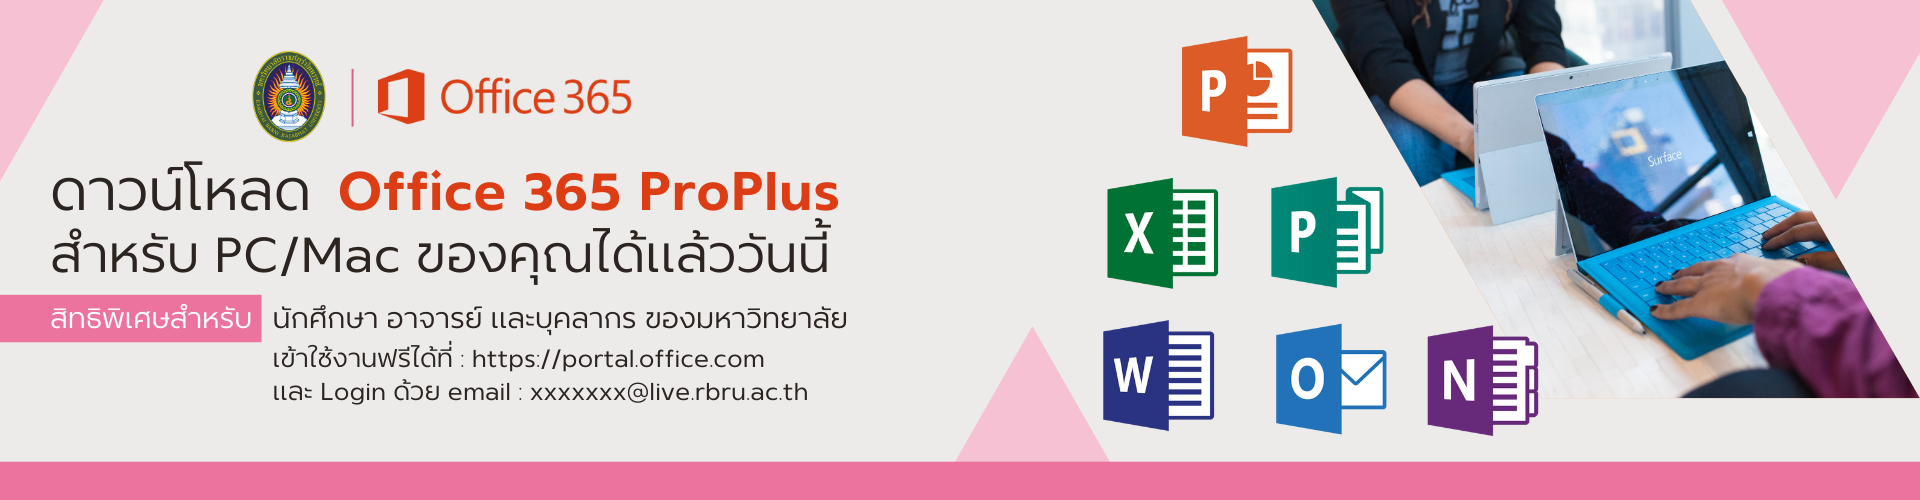 Office 365
ดาวน์โหลด Office 365 ProPlus
สำหรับ PC/Mac ของคุณได้แล้ววันนี้
สิทธิพิเศษสำหรับ นักศึกษา อาจารย์ และบุคลากร ของมหาวิทยาลัย
เข้าใช้งานฟรีได้ที่ : https://portal.office.com
และ Login ด้วย email : xxxxxxx@live.rbru.ac.th
P
X P
W O N
Surface